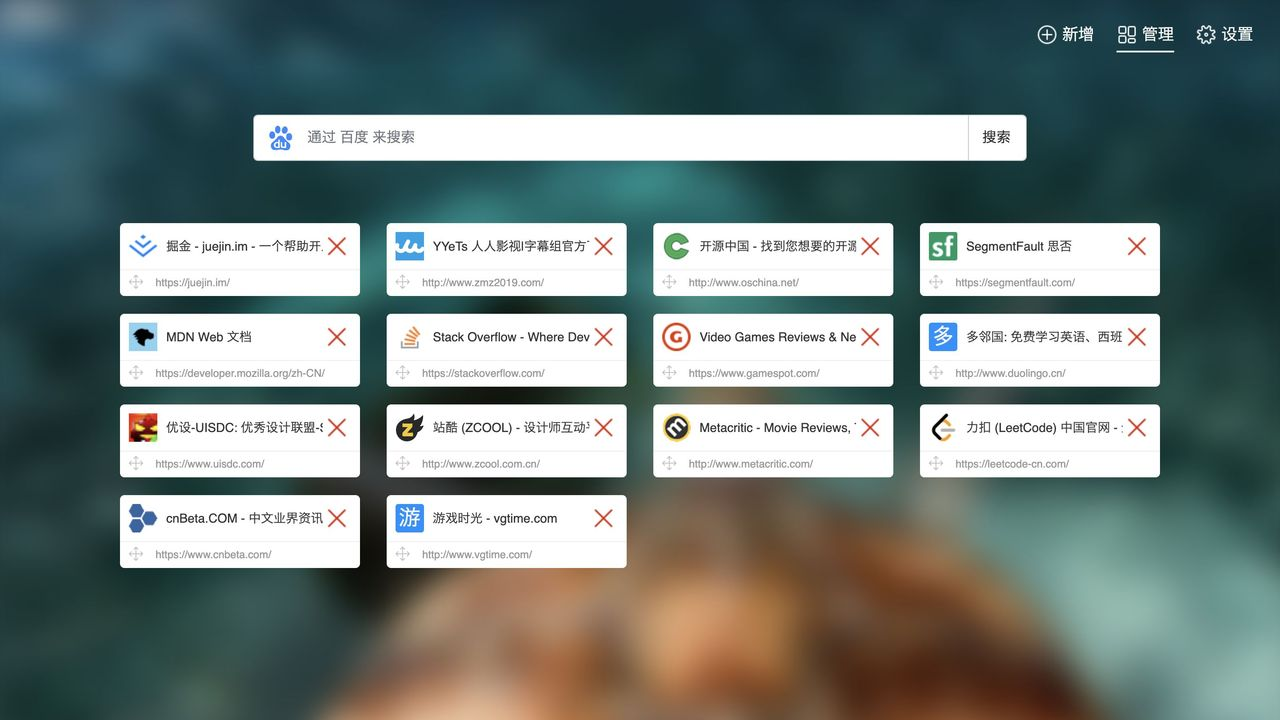 新增
管理
设置
du
通过 百度 来搜索
搜索
掘金 - juejin.im - 一个帮助开
https://juejin.im/
YYeTs 人人影视|字幕组官方
http://www.zmz2019.com/
开源中国 - 找到您想要的开源
http://www.oschina.net/
sf
SegmentFault 思否
https://segmentfault.com/
MDN Web 文档
https://developer.mozilla.org/zh-CN/
Stack Overflow - Where Dev
https://stackoverflow.com/
Video Games Reviews & Ne
https://www.gamespot.com/
多
多邻国: 免费学习英语、西班
http://www.duolingo.cn/
优设-UISDC: 优秀设计联盟-S
https://www.uisdc.com/
站酷 (ZCOOL) - 设计师互动
http://www.zcool.com.cn/
Metacritic - Movie Reviews,
http://www.metacritic.com/
力扣 (LeetCode) 中国官网 -
https://leetcode-cn.com/
cnBeta.COM - 中文业界资讯
https://www.cnbeta.com/
游
游戏时光 - vgtime.com
http://www.vgtime.com/